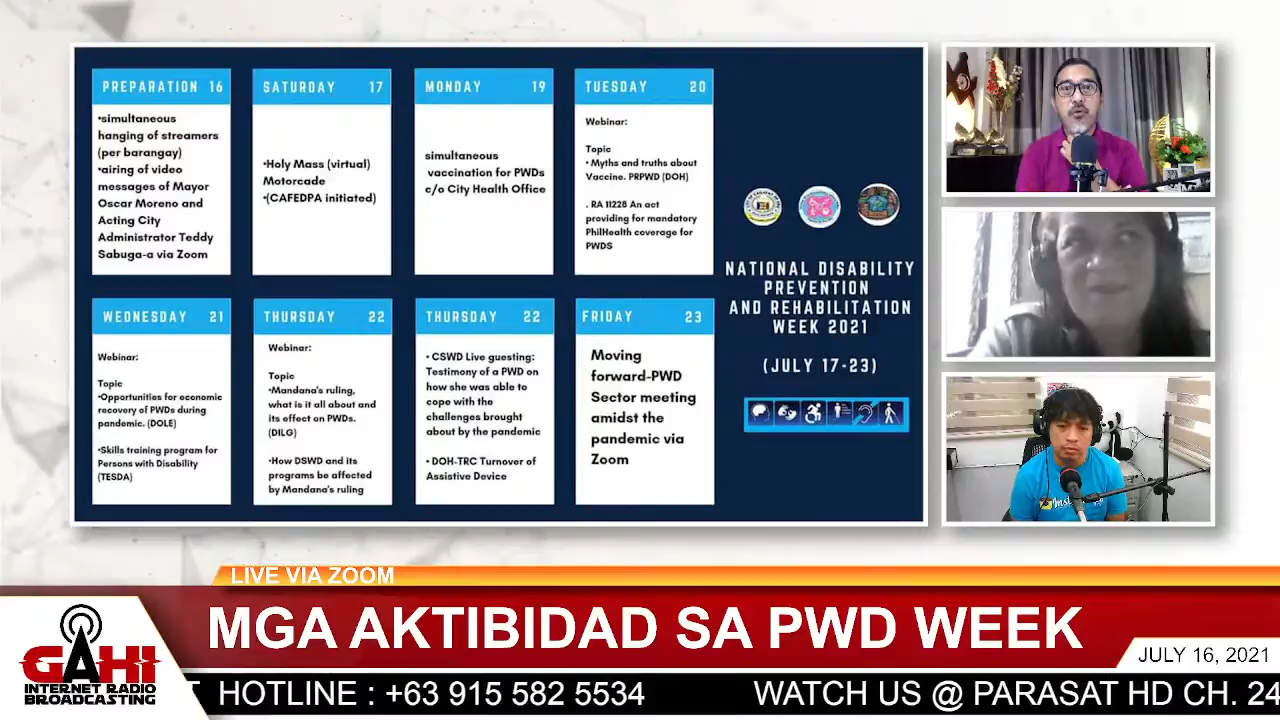 PREPARATION 16
•simultaneous
hanging of streamers
(per barangay)
•airing of video
messages of Mayor
Oscar Moreno and
Acting City
Administrator Teddy
Sabuga-a via Zoom
SATURDAY 17
•Holy Mass (virtual)
Motorcade
•(CAFEDPA initiated)
MONDAY 19
simultaneous
vaccination for PWDs
c/o City Health Office
TUESDAY 20
Webinar:
Topic
• Myths and truths about
Vaccine. PRPWD (DOH)
. RA 11228 An act
providing for mandatory
PhilHealth coverage for
PWDS
WEDNESDAY 21
Webinar:
Topic
•Opportunities for economic
recovery of PWDs during
pandemic. (DOLE)
•Skills training program for
Persons with Disability
(TESDA)
THURSDAY 22
Webinar:
Topic
•Mandana's ruling,
what is it all about and
its effect on PWDs.
(DILG)
•How DSWD and its
programs be affected
by Mandana's ruling
THURSDAY 22
• CSWD Live guesting:
Testimony of a PWD on
how she was able to
cope with the
challenges brought
about by the pandemic
• DOH-TRC Turnover of
Assistive Device
FRIDAY 23
Moving
forward-PWD
Sector meeting
amidst the
pandemic via
Zoom
NATIONAL DISABILITY
PREVENTION
AND REHABILITATION
WEEK 2021
(JULY 17-23)
LIVE VIA ZOOM
MGA AKTIBIDAD SA PWD WEEK
JULY 16, 2021
GAHI
INTERNET RADIO
BROADCASTING
T HOTLINE : +63 915 582 5534 WATCH US @ PARASAT HD CH. 24